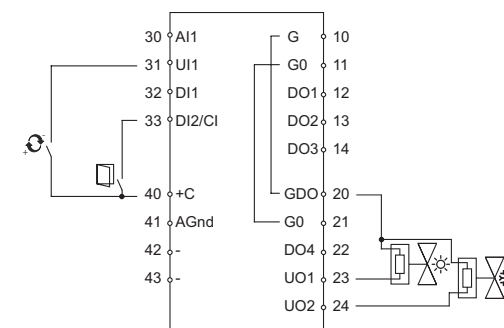 30 AI1 G 10
31 UI1 G0 11
32 DI1 DO1 12
33 DI2/CI DO2 13
DO3 14
40 +C GDO 20
41 AGnd G0 21
42 - DO4 22
43 - UO1 23
UO2 24